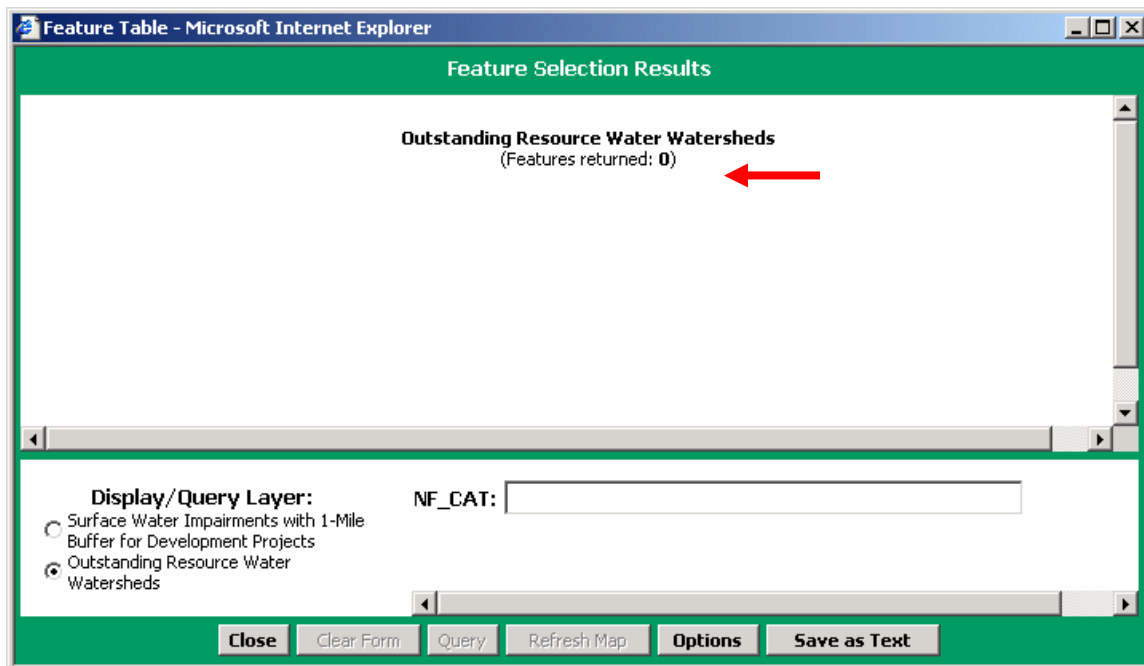 Feature Table - Microsoft Internet Explorer
Feature Selection Results
Outstanding Resource Water Watersheds
(Features returned: 0)
Display/Query Layer:
Surface Water Impairments with 1-Mile
Buffer for Development Projects
Outstanding Resource Water
Watersheds
NF_CAT:
Close Clear Form Query Refresh Map Options Save as Text